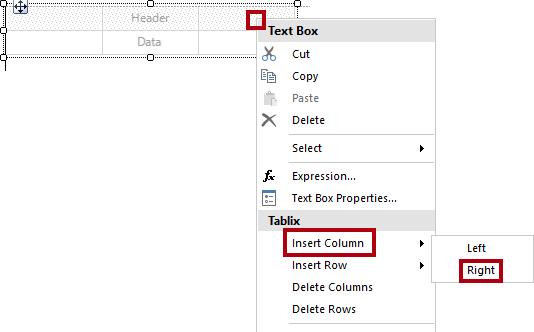 Header
Data
Text Box
Cut
Copy
Paste
Delete
Select
fx Expression...
Text Box Properties...
Tablix
Insert Column
Left
Insert Row
Right
Delete Columns
Delete Rows